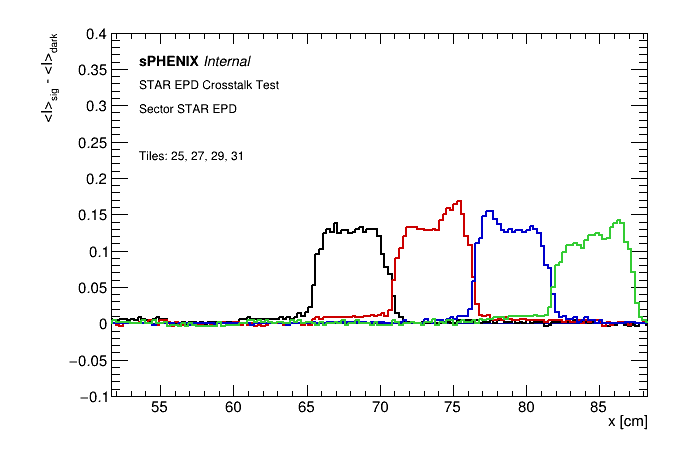 <I>sig - <I>dark
0.4
0.35
0.3
0.25
0.2
0.15
0.1
0.05
0
−0.05
−0.1
sPHENIX Internal
STAR EPD Crosstalk Test
Sector STAR EPD
Tiles: 25, 27, 29, 31
55 60 65 70 75 80 85
x [cm]